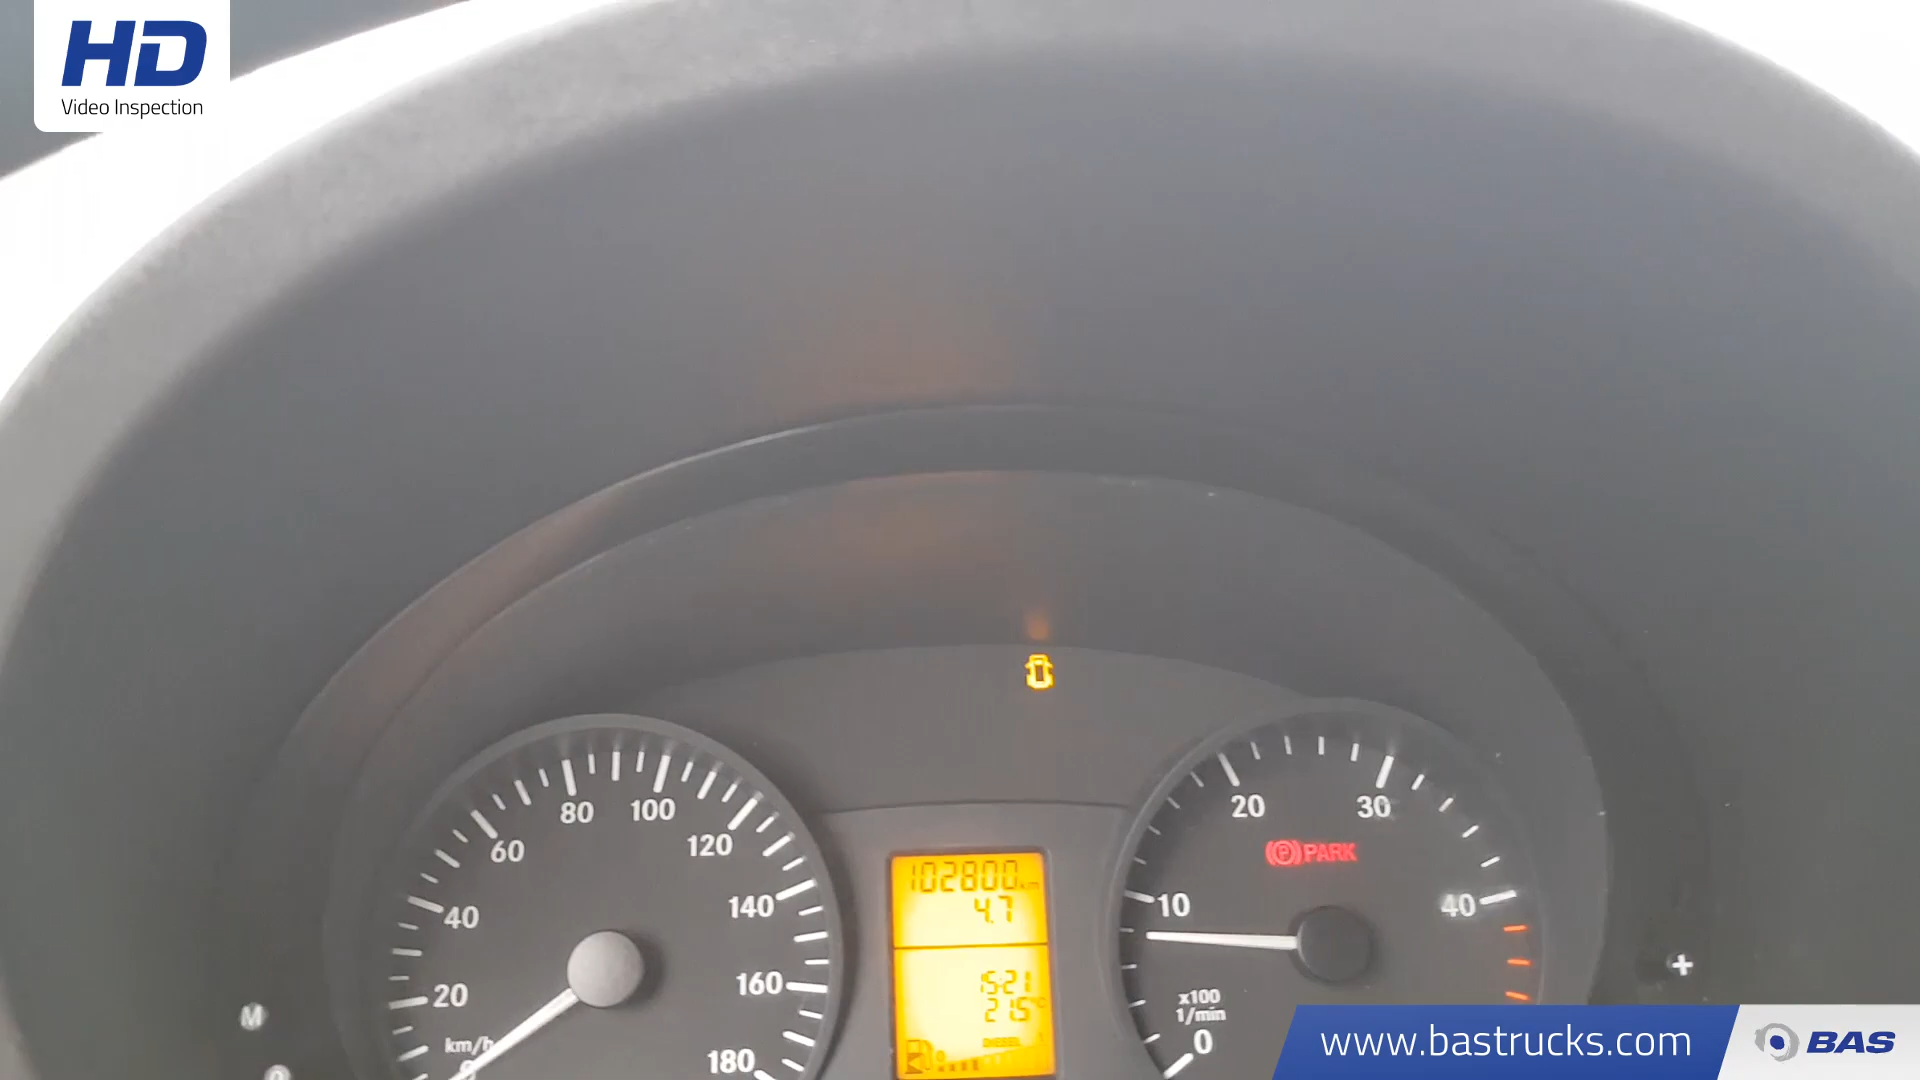 HD
Video Inspection
20
40
60
80
100
120
140
160
180
km/h
102800 km
4.7
15:21
21.5°C
DIESEL
0
10
20
30
40
x100
1/min
PARK
P
M
+
www.bastrucks.com
BAS